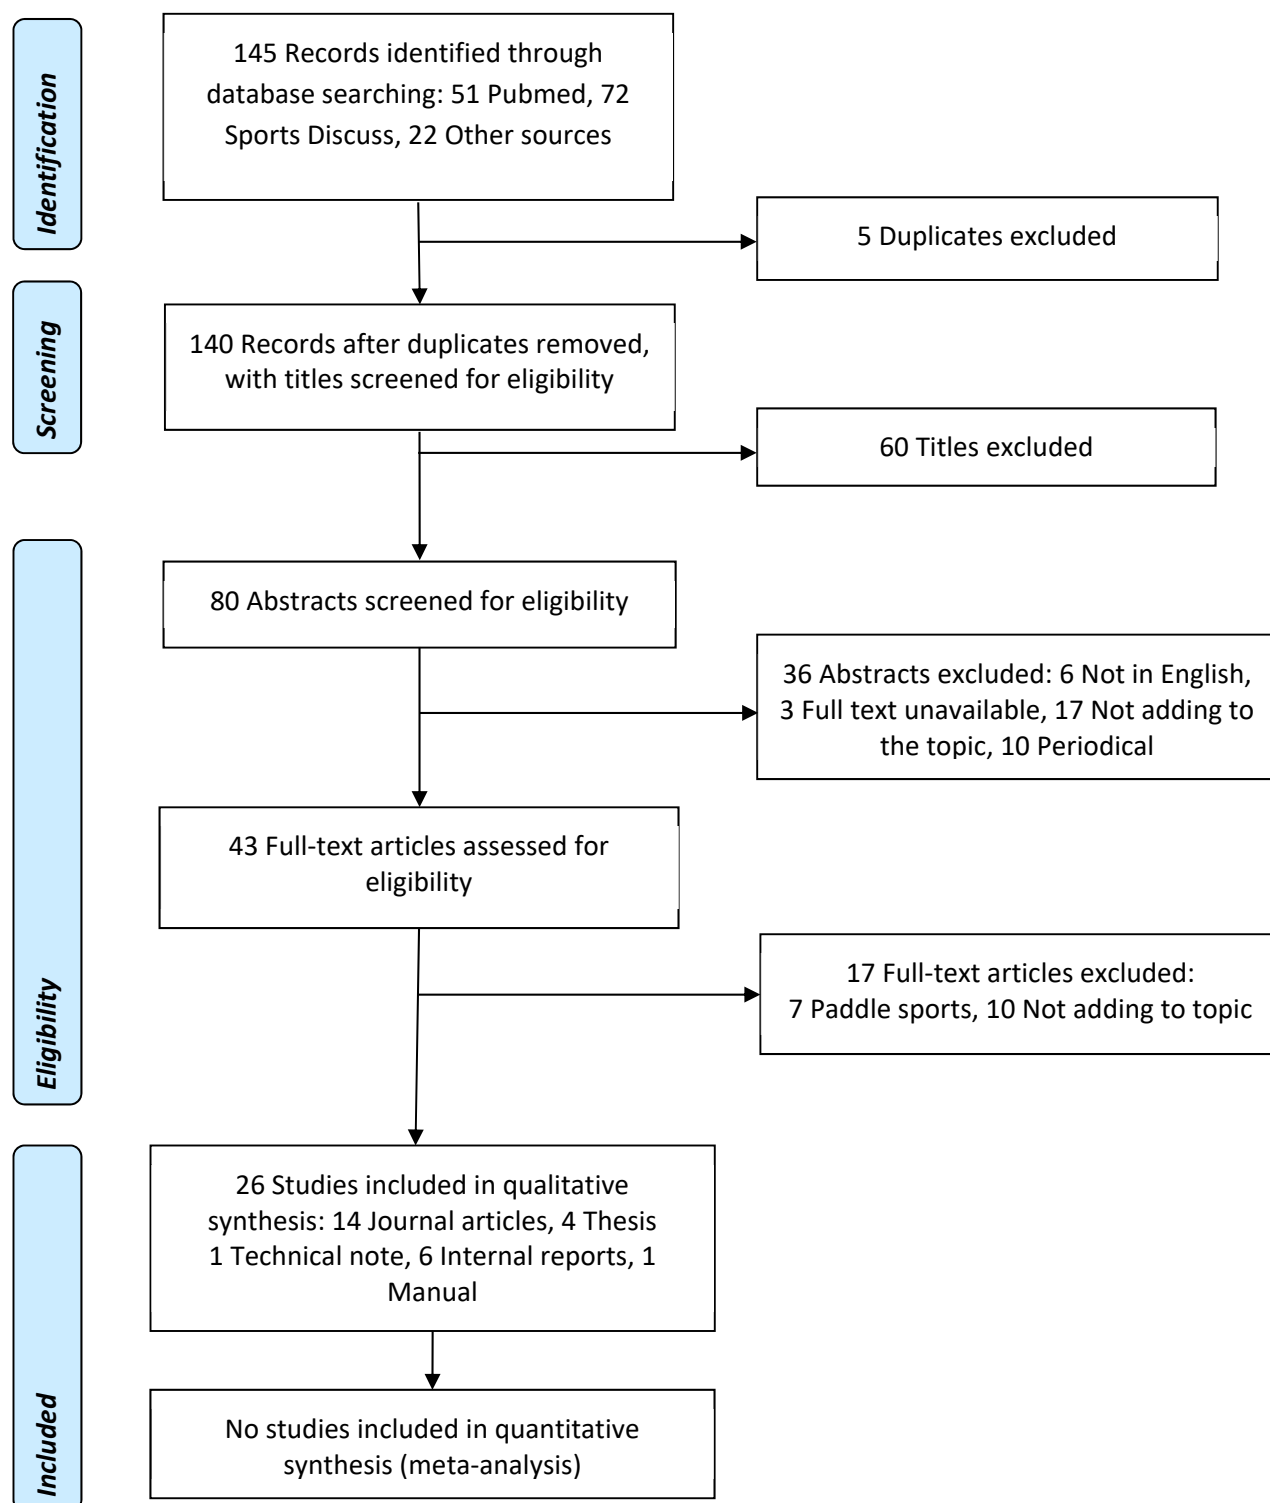 Identification
145 Records identified through
database searching: 51 Pubmed, 72
Sports Discuss, 22 Other sources
5 Duplicates excluded
Screening
140 Records after duplicates removed,
with titles screened for eligibility
60 Titles excluded
Eligibility
80 Abstracts screened for eligibility
36 Abstracts excluded: 6 Not in English,
3 Full text unavailable, 17 Not adding to
the topic, 10 Periodical
43 Full-text articles assessed for
eligibility
17 Full-text articles excluded:
7 Paddle sports, 10 Not adding to topic
Included
26 Studies included in qualitative
synthesis: 14 Journal articles, 4 Thesis
1 Technical note, 6 Internal reports, 1
Manual
No studies included in quantitative
synthesis (meta-analysis)